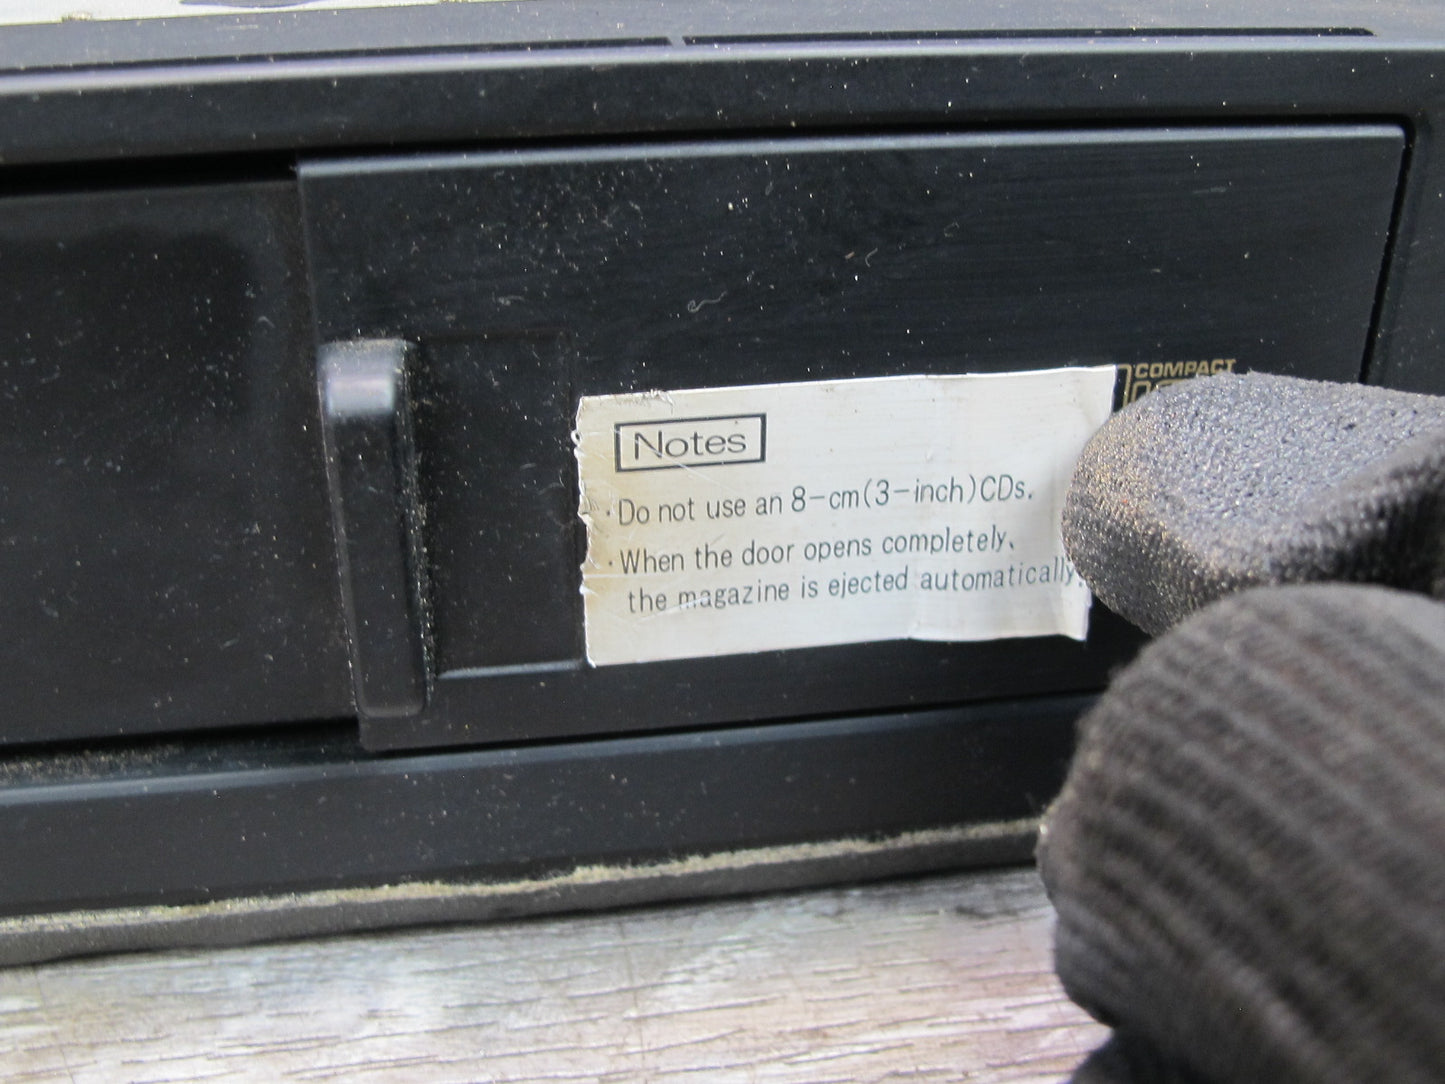 COMPACT
Notes
·Do not use an 8-cm(3-inch)CDs.
·When the door opens completely,
the magazine is ejected automatically.